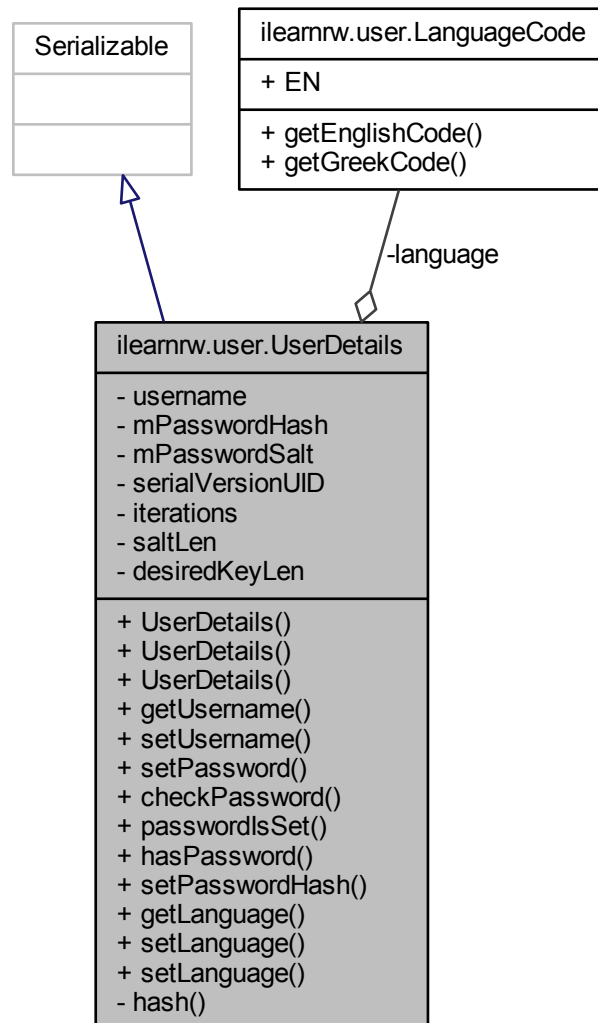 Serializable
ilearnrw.user.LanguageCode
+ EN
+ getEnglishCode()
+ getGreekCode()
-language
ilearnrw.user.UserDetails
- username
- mPasswordHash
- mPasswordSalt
- serialVersionUID
- iterations
- saltLen
- desiredKeyLen
+ UserDetails()
+ UserDetails()
+ UserDetails()
+ getUsername()
+ setUsername()
+ setPassword()
+ checkPassword()
+ passwordIsSet()
+ hasPassword()
+ setPasswordHash()
+ getLanguage()
+ setLanguage()
+ setLanguage()
- hash()